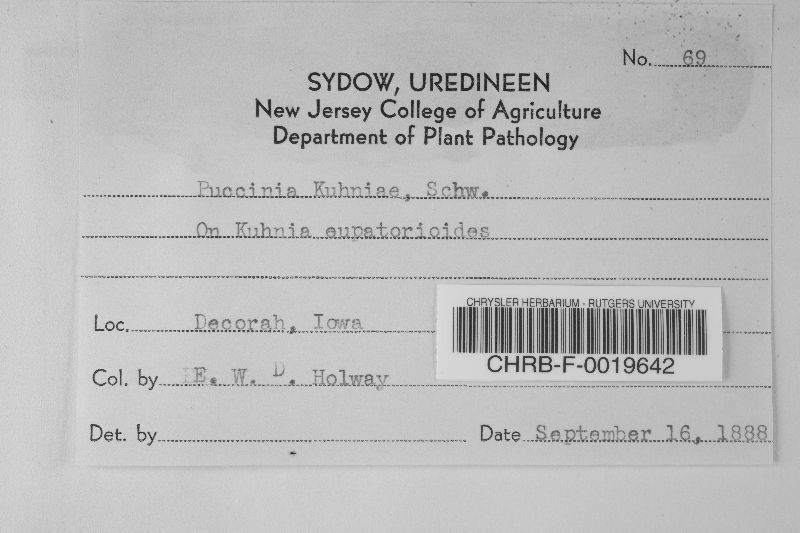 No. 69
SYDOW, UREDINEEN
New Jersey College of Agriculture
Department of Plant Pathology
Puccinia Kuhniae, Schw.
On Kuhnia eupatorioides
Loc. Decorah, Iowa
CHRYSLER HERBARIUM - RUTGERS UNIVERSITY
CHRB-F-0019642
Col. by E. W. D. Holway
Det. by
Date September 16, 1888